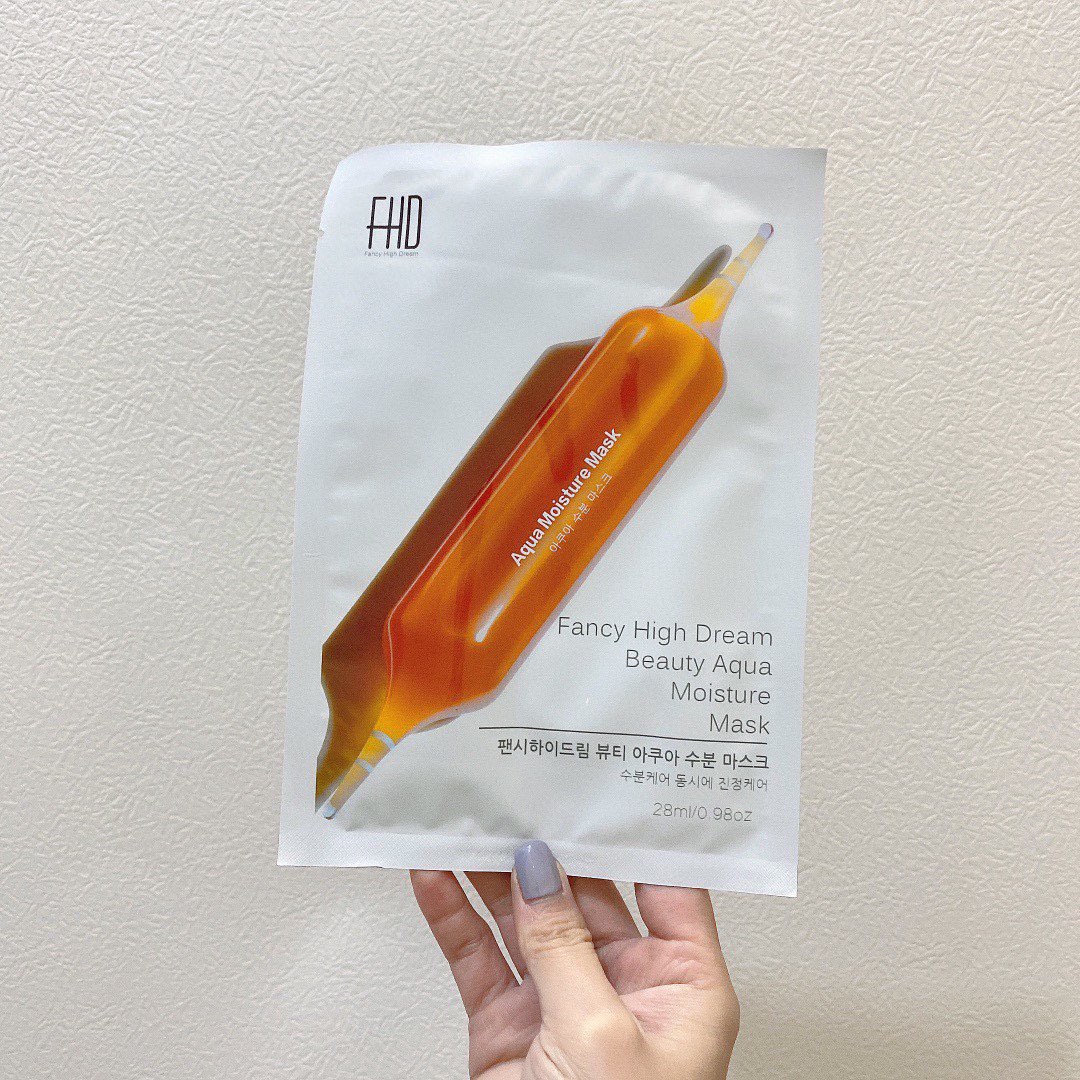 FHD
Fancy High Dream
Aqua Moisture Mask
아쿠아 수분 마스크
Fancy High Dream
Beauty Aqua
Moisture
Mask
팬시하이드림 뷰티 아쿠아 수분 마스크
수분케어 동시에 진정케어
28ml/0.98oz